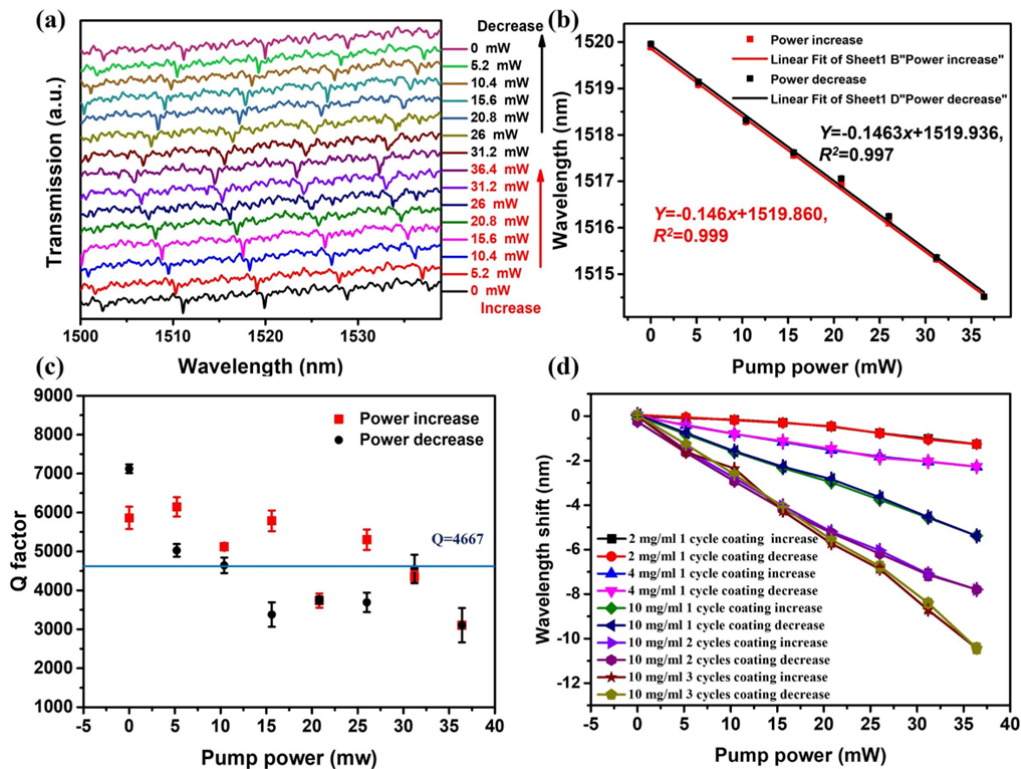 (a)
Transmission (a.u.)
Decrease
0 mW
5.2 mW
10.4 mW
15.6 mW
20.8 mW
26 mW
31.2 mW
36.4 mW
31.2 mW
26 mW
20.8 mW
15.6 mW
10.4 mW
5.2 mW
0 mW
Increase
1500 1510 1520 1530
Wavelength (nm)
(b)
Wavelength (nm)
1520
1519
1518
1517
1516
1515
Power increase
Linear Fit of Sheet1 B"Power increase"
Power decrease
Linear Fit of Sheet1 D"Power decrease"
Y=-0.1463x+1519.936,
R²=0.997
Y=-0.146x+1519.860,
R²=0.999
0 5 10 15 20 25 30 35
Pump power (mW)
(c)
Q factor
9000
8000
7000
6000
5000
4000
3000
2000
1000
Power increase
Power decrease
Q=4667
-5 0 5 10 15 20 25 30 35 40
Pump power (mw)
(d)
Wavelength shift (nm)
0
-2
-4
-6
-8
-10
-12
2 mg/ml 1 cycle coating increase
2 mg/ml 1 cycle coating decrease
4 mg/ml 1 cycle coating increase
4 mg/ml 1 cycle coating decrease
10 mg/ml 1 cycle coating increase
10 mg/ml 1 cycle coating decrease
10 mg/ml 2 cycles coating increase
10 mg/ml 2 cycles coating decrease
10 mg/ml 3 cycles coating increase
10 mg/ml 3 cycles coating decrease
-5 0 5 10 15 20 25 30 35 40
Pump power (mW)